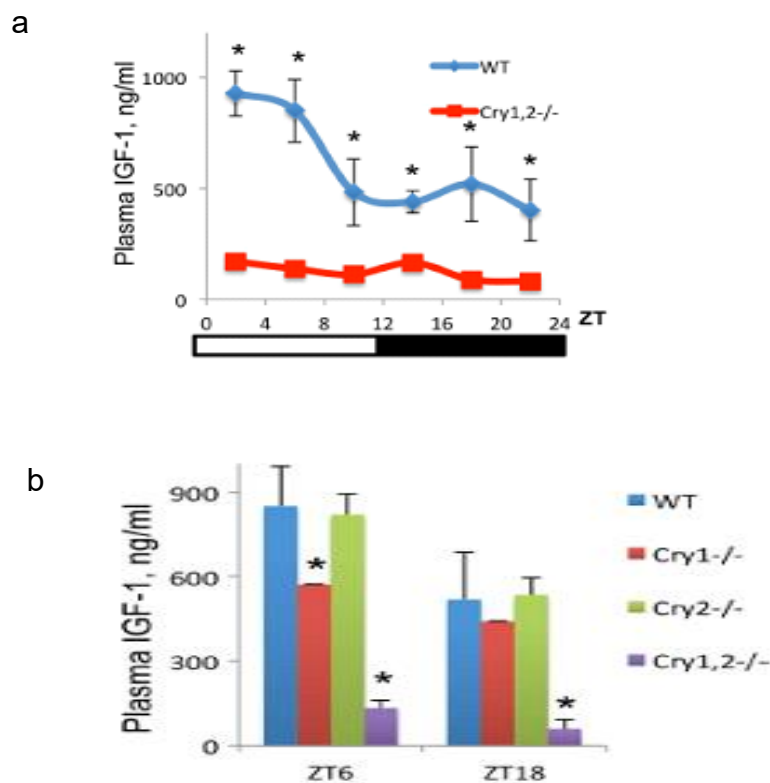 a
Plasma IGF-1, ng/ml
1000
500
0
* * * * * *
WT
Cry1,2-/-
0 4 8 12 16 20 24 ZT
b
Plasma IGF-1, ng/ml
900
600
300
0
* * *
ZT6 ZT18
WT
Cry1-/-
Cry2-/-
Cry1,2-/-